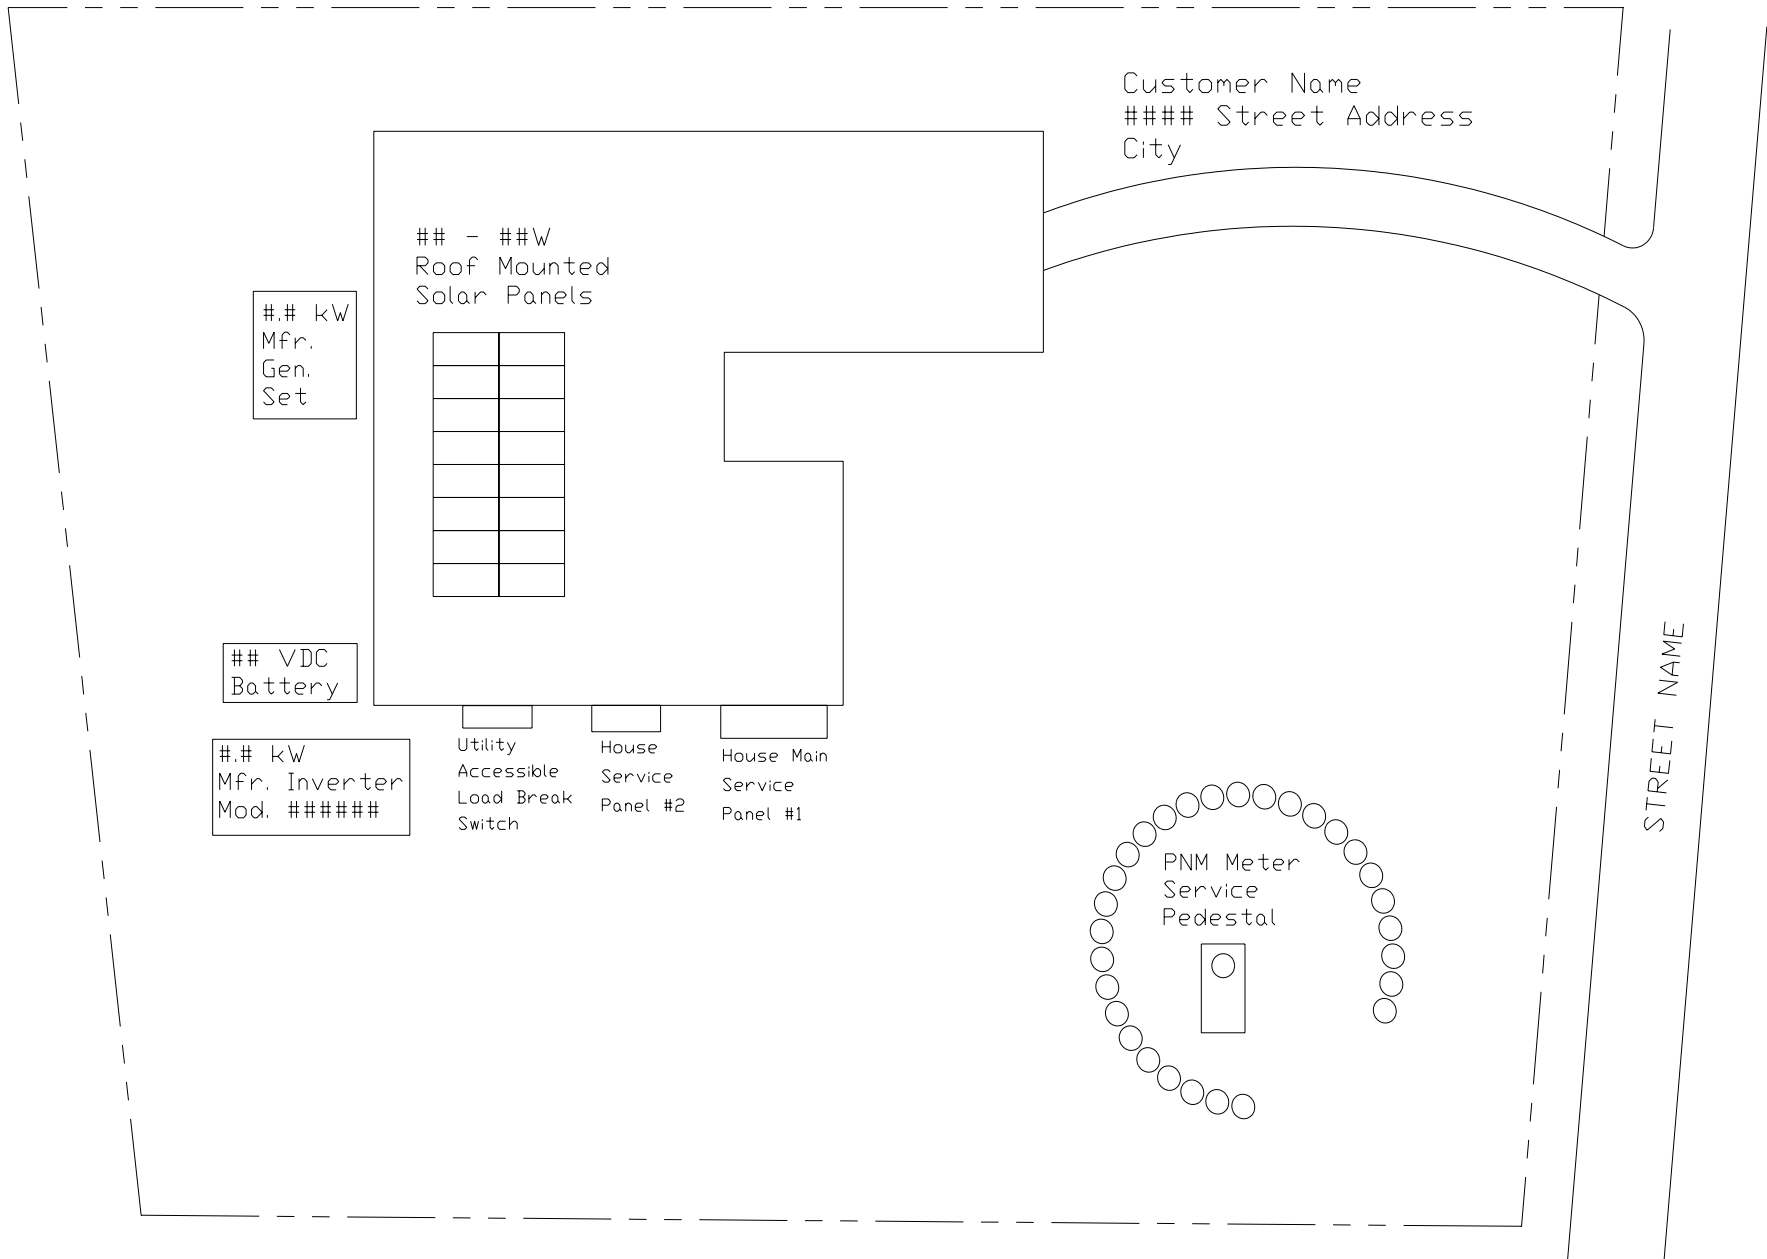 Customer Name
#### Street Address
City
## - ##W
Roof Mounted
Solar Panels
#.# kW
Mfr.
Gen.
Set
## VDC
Battery
#.# kW
Mfr. Inverter
Mod. ######
Utility
Accessible
Load Break
Switch
House
Service
Panel #2
House Main
Service
Panel #1
PNM Meter
Service
Pedestal
STREET NAME